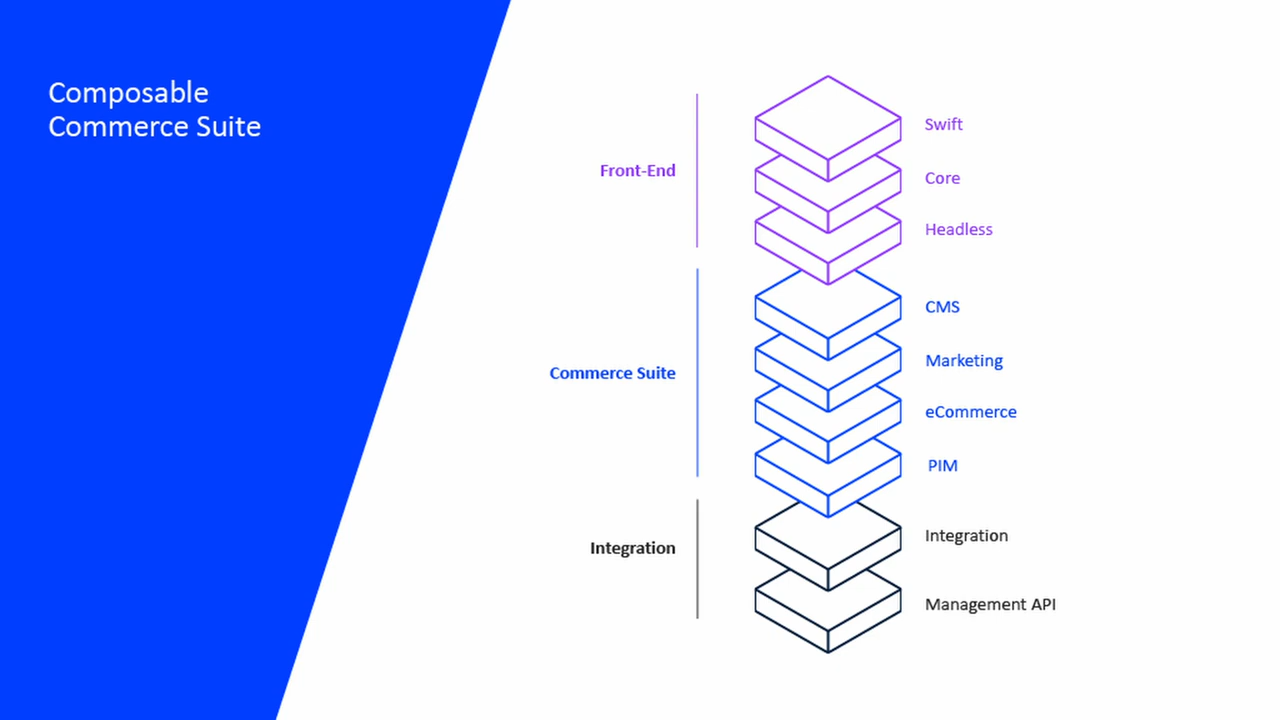 Composable
Commerce Suite
Front-End
Swift
Core
Headless
Commerce Suite
CMS
Marketing
eCommerce
PIM
Integration
Integration
Management API